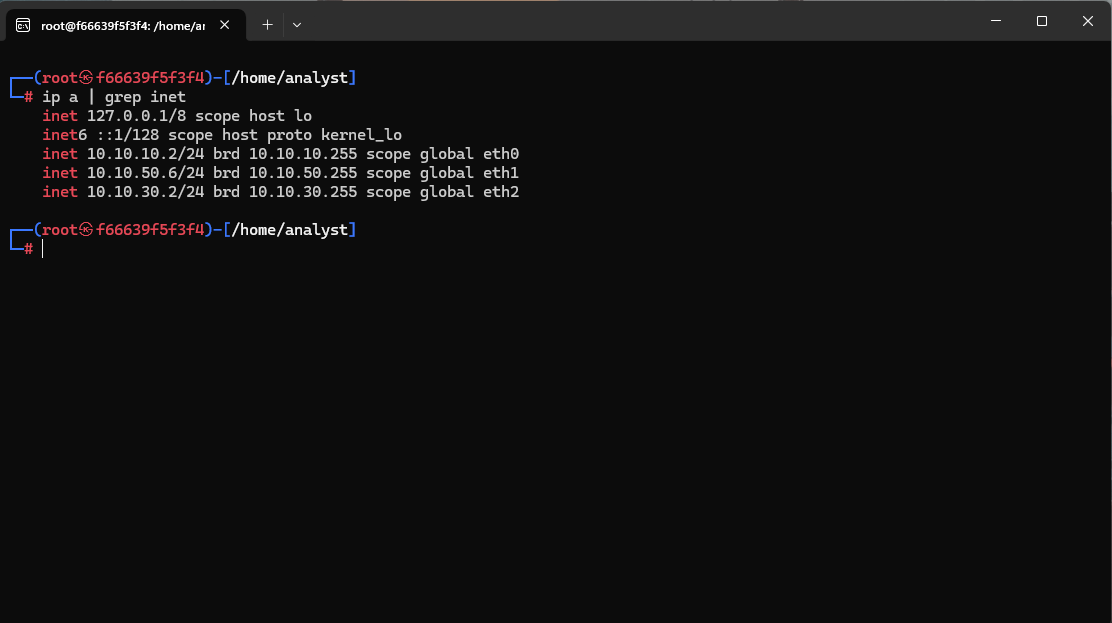 root@f66639f5f3f4: /home/ar
┌──(root㉿f66639f5f3f4)-[/home/analyst]
└─# ip a | grep inet
    inet 127.0.0.1/8 scope host lo
    inet6 ::1/128 scope host proto kernel_lo
    inet 10.10.10.2/24 brd 10.10.10.255 scope global eth0
    inet 10.10.50.6/24 brd 10.10.50.255 scope global eth1
    inet 10.10.30.2/24 brd 10.10.30.255 scope global eth2
┌──(root㉿f66639f5f3f4)-[/home/analyst]
└─#